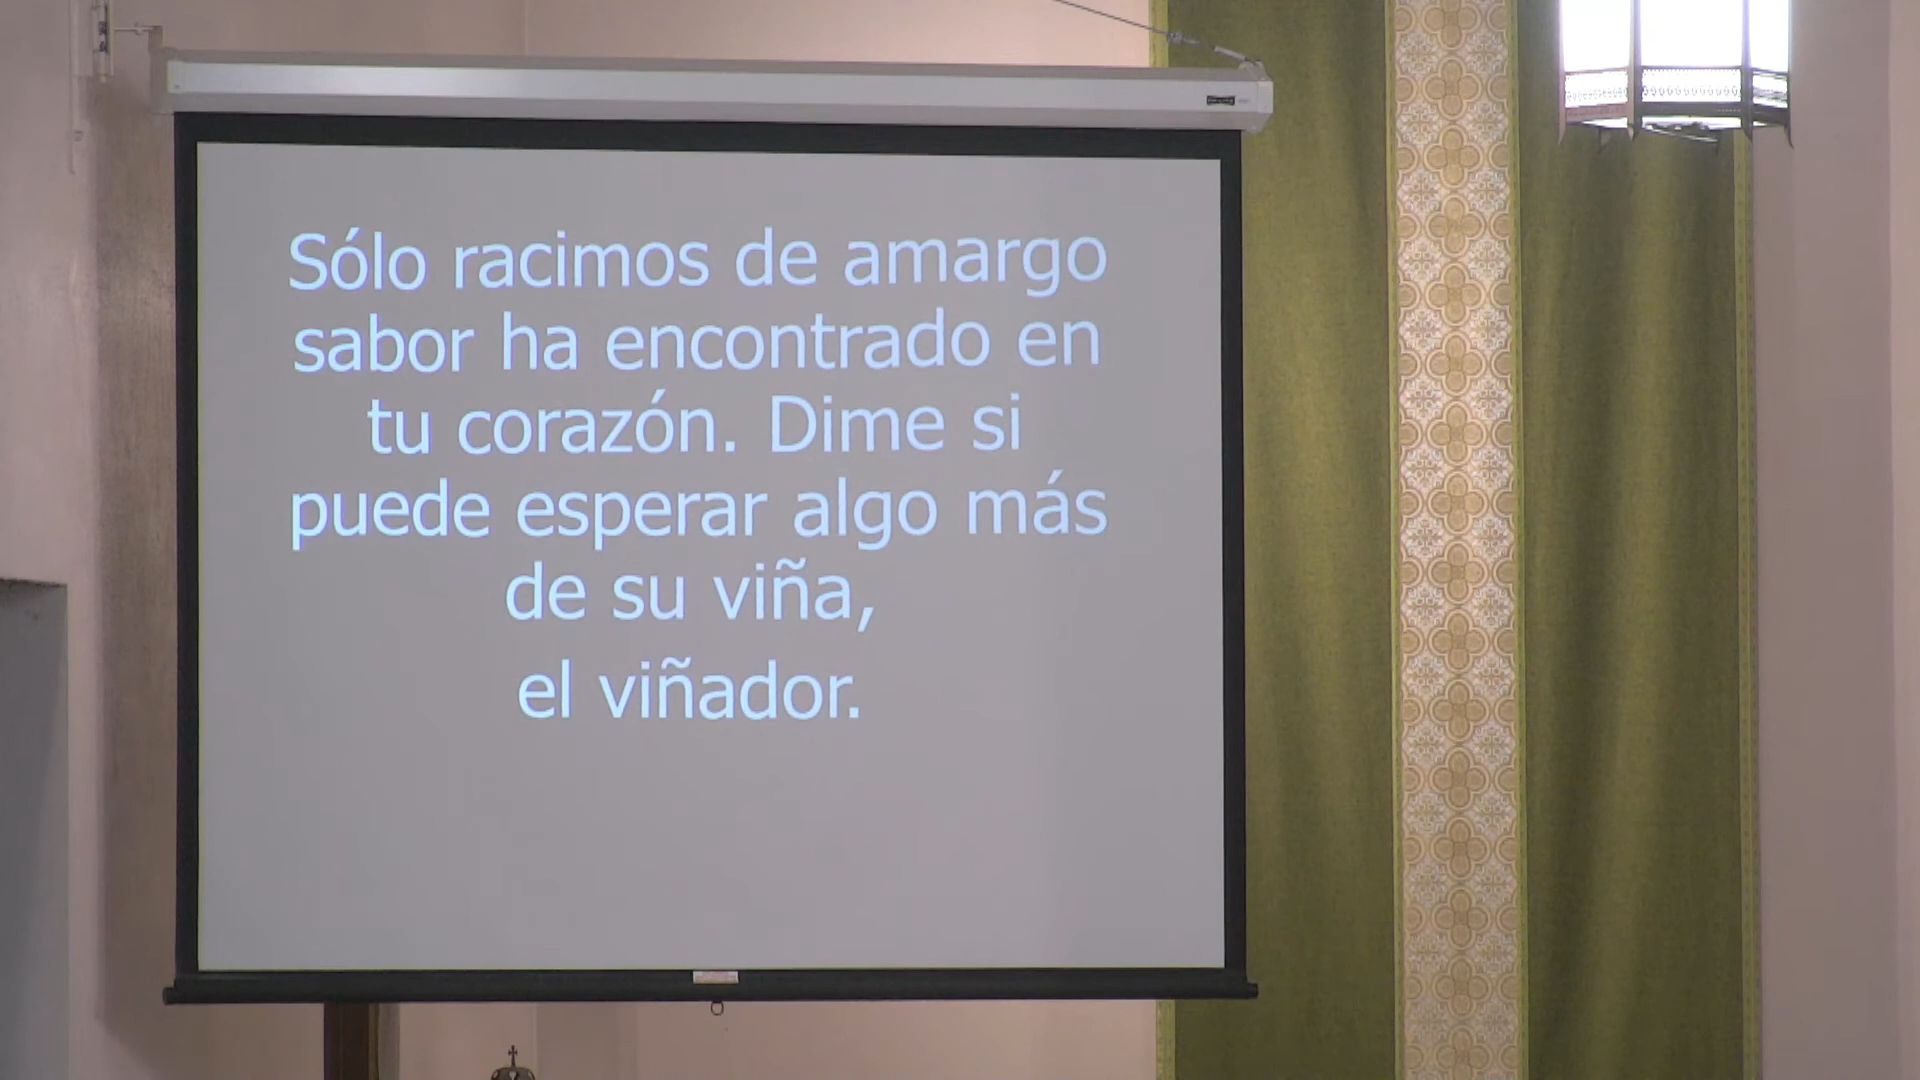 Sólo racimos de amargo
sabor ha encontrado en
tu corazón. Dime si
puede esperar algo más
de su viña,
el viñador.